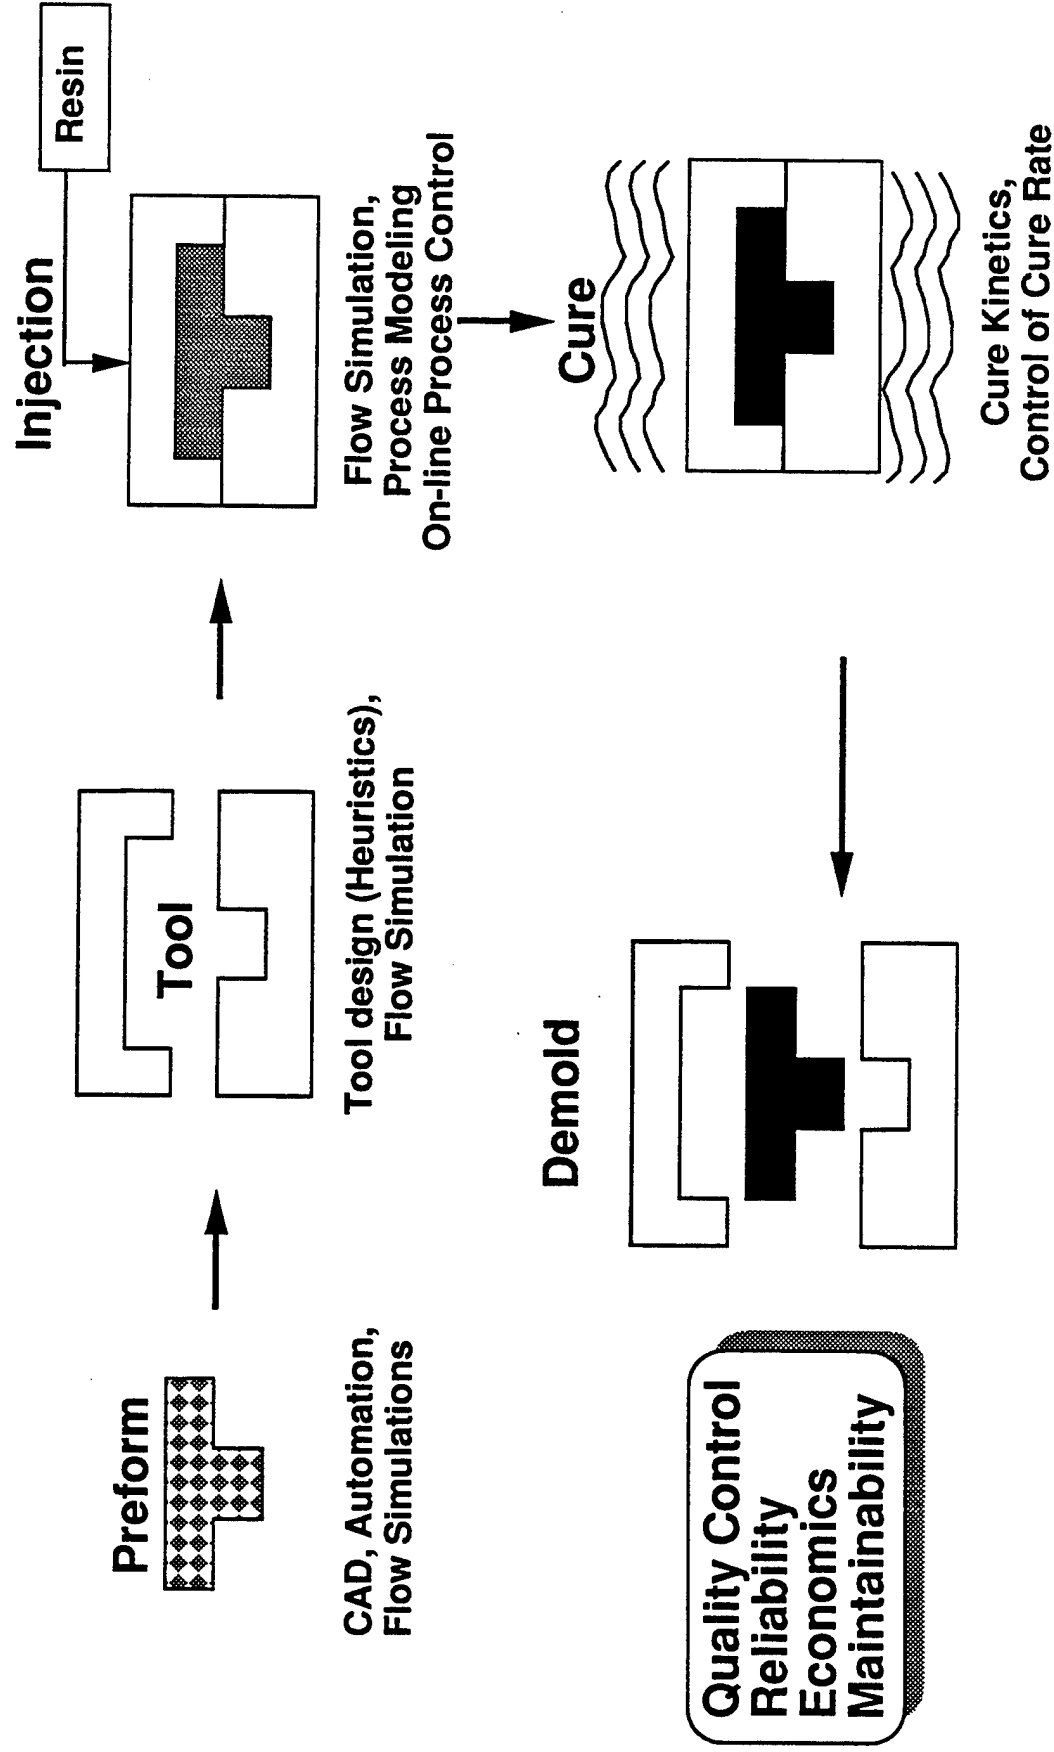 Preform
CAD, Automation,
Flow Simulations
Tool
Tool design (Heuristics),
Flow Simulation
Injection
Resin
Flow Simulation,
Process Modeling
On-line Process Control
Cure
Cure Kinetics,
Control of Cure Rate
Demold
Quality Control
Reliability
Economics
Maintainability